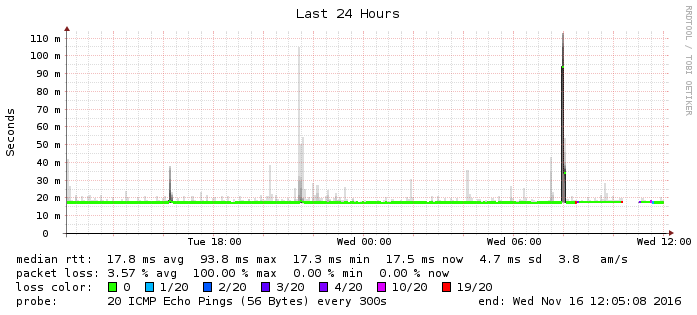 Last 24 Hours
RRDTOOL / TOBI OETIKER
Seconds
110 m
100 m
90 m
80 m
70 m
60 m
50 m
40 m
30 m
20 m
10 m
0
Tue 18:00 Wed 00:00 Wed 06:00 Wed 12:00
median rtt: 17.8 ms avg 93.8 ms max 17.3 ms min 17.5 ms now 4.7 ms sd 3.8 am/s
packet loss: 3.57 % avg 100.00 % max 0.00 % min 0.00 % now
loss color: 0 1/20 2/20 3/20 4/20 10/20 19/20
probe: 20 ICMP Echo Pings (56 Bytes) every 300s end: Wed Nov 16 12:05:08 2016